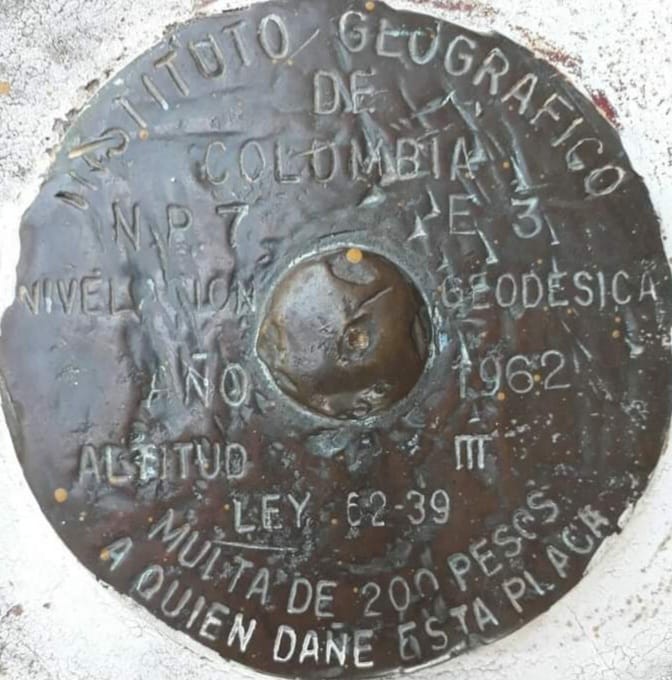 INSTITUTO GEOGRAFICO
DE
COLOMBIA
N P 7 E 3
NIVELACION GEODESICA
AÑO 1962
ALTITUD m
LEY 62-39
MULTA DE 200 PESOS
A QUIEN DAÑE ESTA PLACA